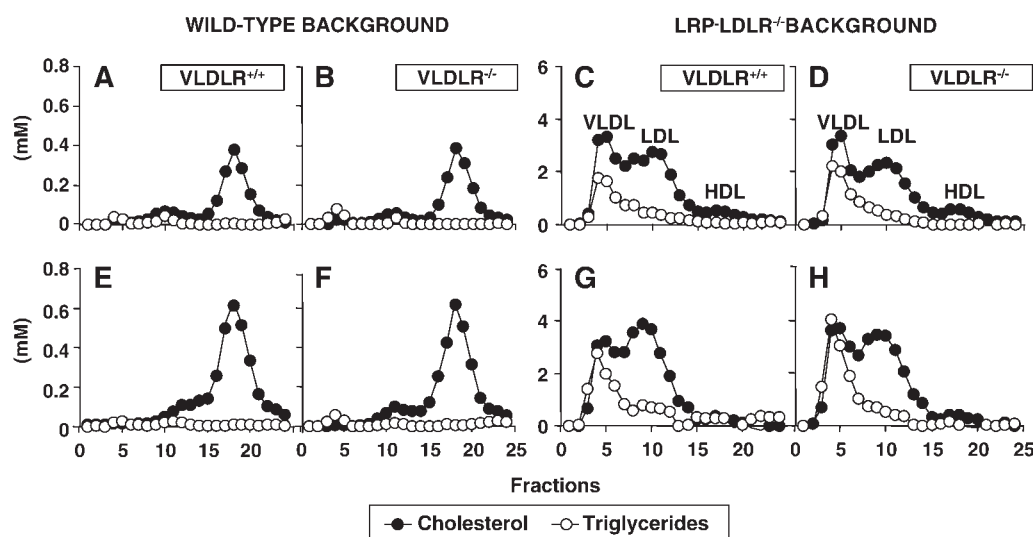 WILD-TYPE BACKGROUND LRP-LDLR-/-BACKGROUND
A VLDLR+/+ B VLDLR-/- C VLDLR+/+ D VLDLR-/-
0.8
0.6
0.4
0.2
0
(mM)
6
4
2
0
VLDL LDL HDL
VLDL LDL HDL
E F G H
0.8
0.6
0.4
0.2
0
(mM)
6
4
2
0
0 5 10 15 20 0 5 10 15 20 25 0 5 10 15 20 0 5 10 15 20 25
Fractions
Cholesterol Triglycerides